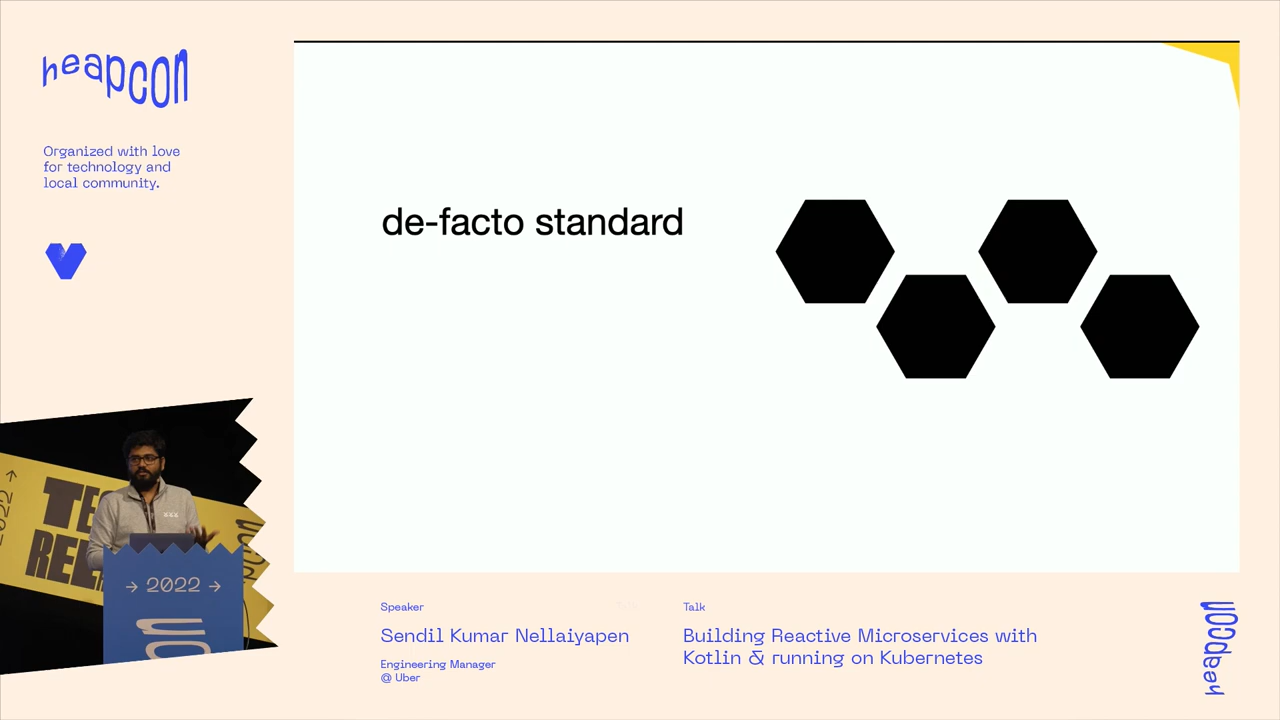 heapcon
Organized with love
for technology and
local community.
de-facto standard
2022 →
→ 2022 →
Speaker
Sendil Kumar Nellaiyapen
Engineering Manager
@ Uber
Talk
Building Reactive Microservices with
Kotlin & running on Kubernetes
heapcon